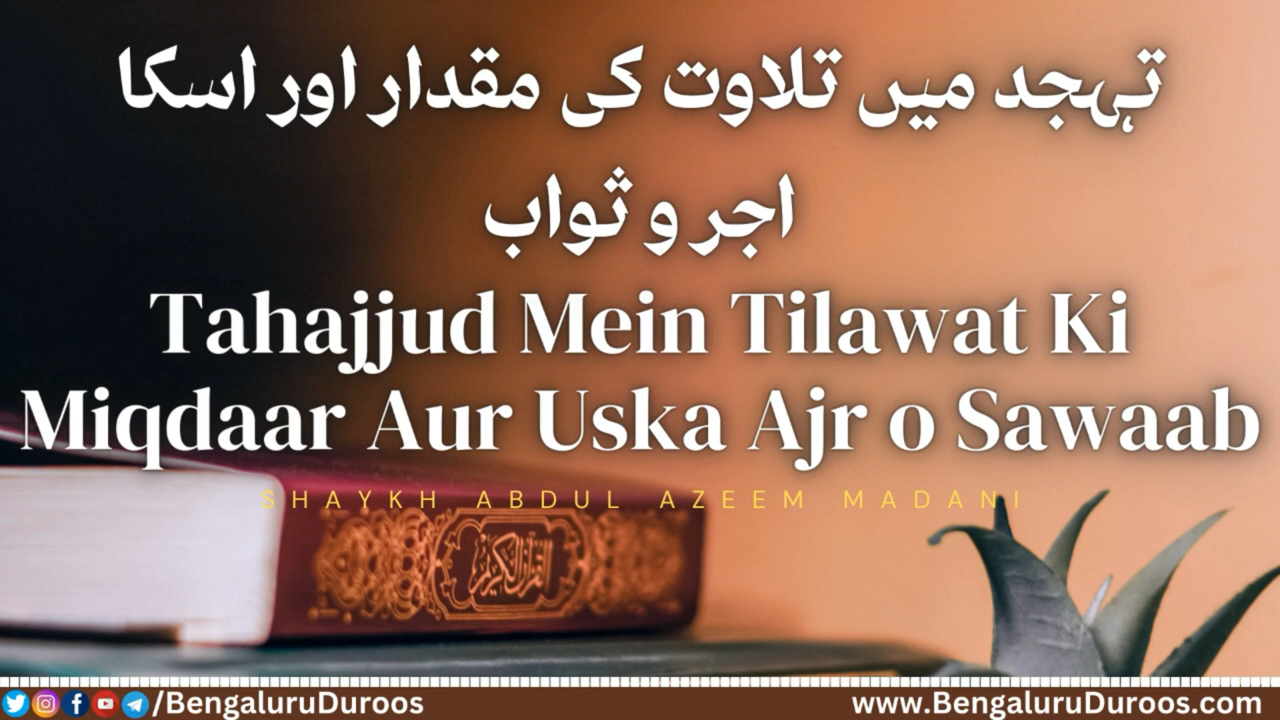 تہجد میں تلاوت کی مقدار اور اسکا
اجر و ثواب
Tahajjud Mein Tilawat Ki
Miqdaar Aur Uska Ajr o Sawaab
SHAYKH ABDUL AZEEM MADANI
القرآن الكريم
/BengaluruDuroos
www.BengaluruDuroos.com